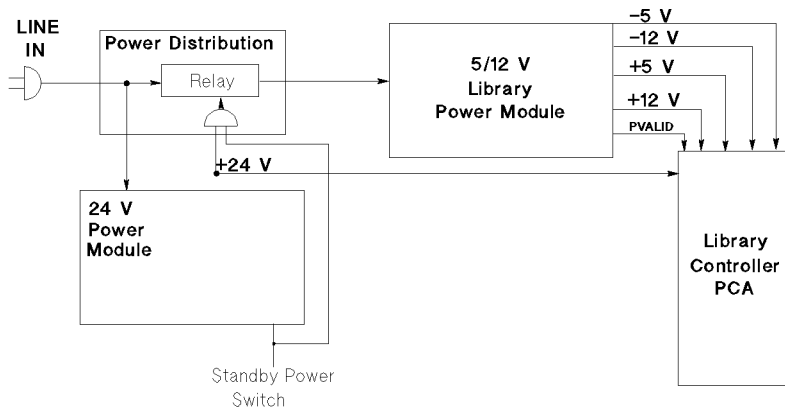 LINE
IN
Power Distribution
Relay
5/12 V
Library
Power Module
−5 V
−12 V
+5 V
+12 V
PVALID
+24 V
24 V
Power
Module
Library
Controller
PCA
Standby Power
Switch